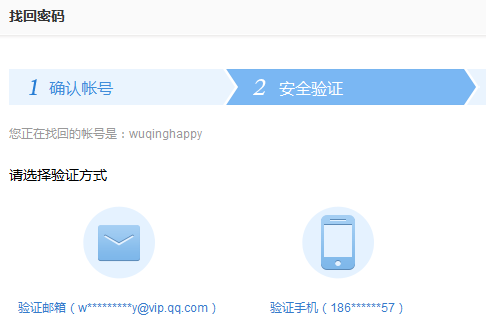 找回密码
1 确认帐号 2 安全验证
您正在找回的帐号是：wuqinghappy
请选择验证方式
验证邮箱（w*********y@vip.qq.com） 验证手机（186******57）